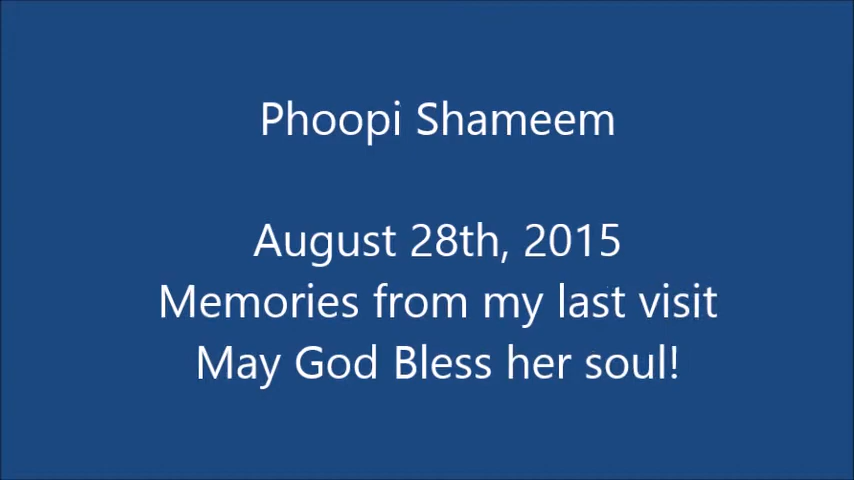 Phoopi Shameem
August 28th, 2015
Memories from my last visit
May God Bless her soul!